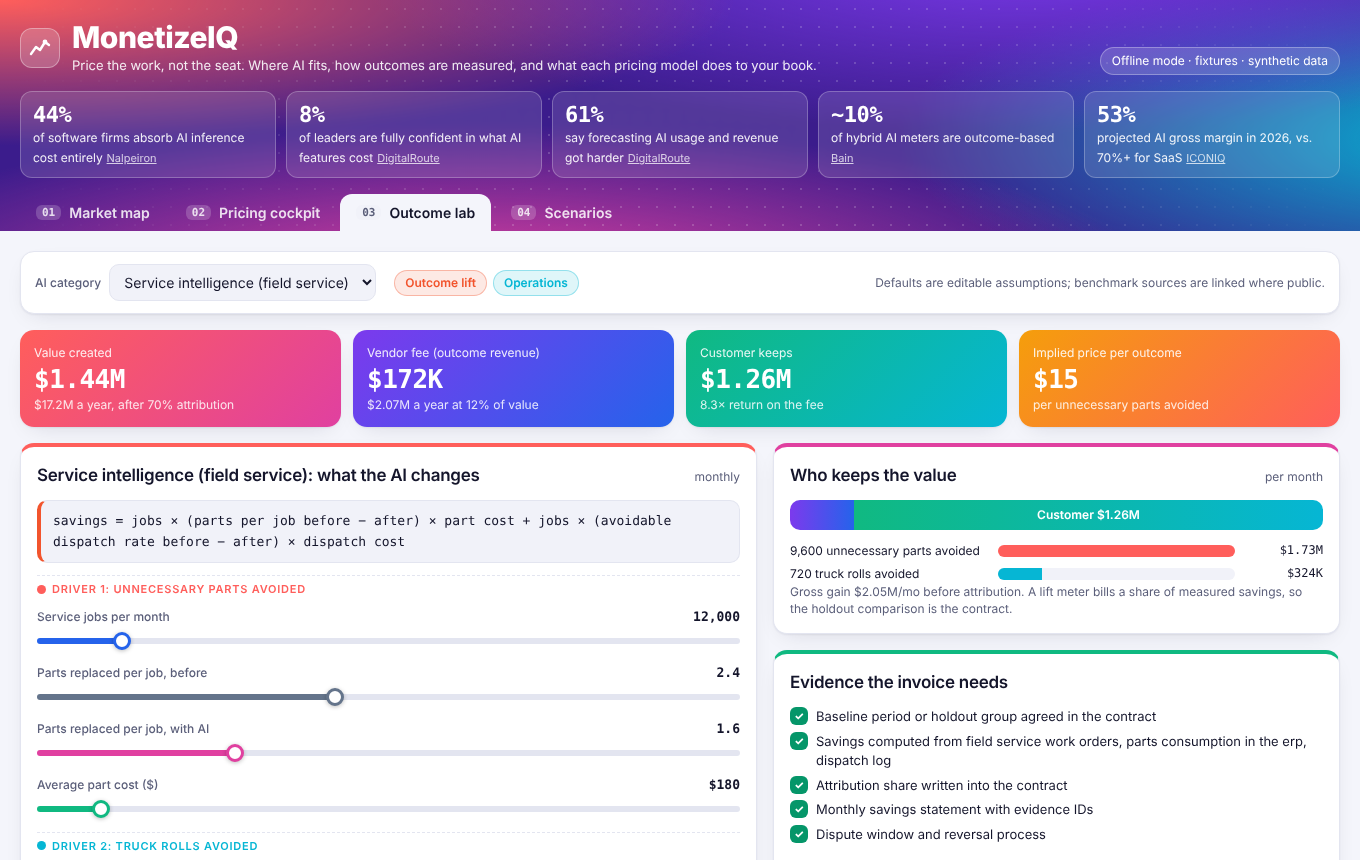 MonetizeIQ
Price the work, not the seat. Where AI fits, how outcomes are measured, and what each pricing model does to your book.
Offline mode · fixtures · synthetic data
44%
of software firms absorb AI inference
cost entirely Nalpeiron
8%
of leaders are fully confident in what AI
features cost DigitalRoute
61%
say forecasting AI usage and revenue
got harder DigitalRoute
~10%
of hybrid AI meters are outcome-based
Bain
53%
projected AI gross margin in 2026, vs.
70%+ for SaaS ICONIQ
01 Market map
02 Pricing cockpit
03 Outcome lab
04 Scenarios
AI category
Service intelligence (field service)
Outcome lift
Operations
Defaults are editable assumptions; benchmark sources are linked where public.
Value created
$1.44M
$17.2M a year, after 70% attribution
Vendor fee (outcome revenue)
$172K
$2.07M a year at 12% of value
Customer keeps
$1.26M
8.3× return on the fee
Implied price per outcome
$15
per unnecessary parts avoided
Service intelligence (field service): what the AI changes
monthly
savings = jobs × (parts per job before − after) × part cost + jobs × (avoidable
dispatch rate before − after) × dispatch cost
DRIVER 1: UNNECESSARY PARTS AVOIDED
Service jobs per month 12,000
Parts replaced per job, before 2.4
Parts replaced per job, with AI 1.6
Average part cost ($) $180
DRIVER 2: TRUCK ROLLS AVOIDED
Who keeps the value
per month
Customer $1.26M
9,600 unnecessary parts avoided $1.73M
720 truck rolls avoided $324K
Gross gain $2.05M/mo before attribution. A lift meter bills a share of measured savings, so
the holdout comparison is the contract.
Evidence the invoice needs
Baseline period or holdout group agreed in the contract
Savings computed from field service work orders, parts consumption in the erp,
dispatch log
Attribution share written into the contract
Monthly savings statement with evidence IDs
Dispute window and reversal process